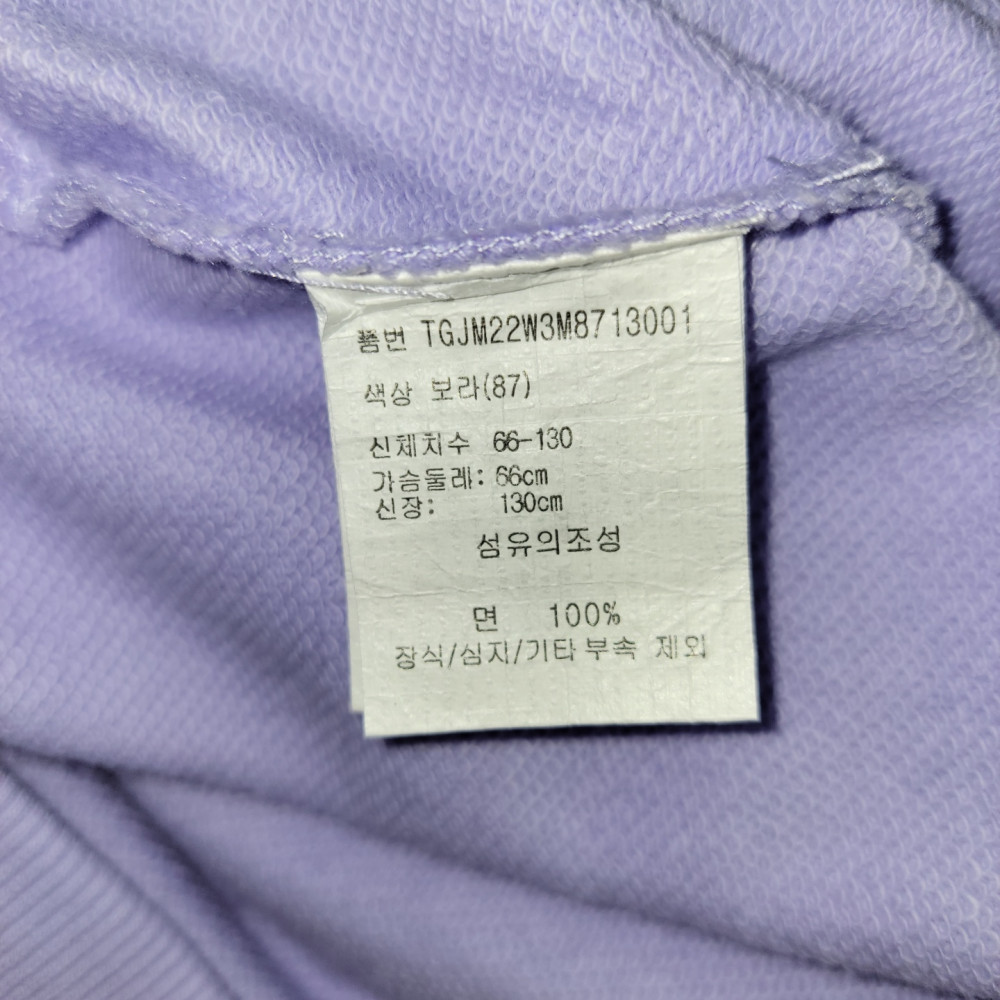 품번 TGJM22W3M8713001
색상 보라(87)
신체치수 66-130
가슴둘레: 66cm
신장: 130cm
섬유의조성
면 100%
장식/심지/기타 부속 제외